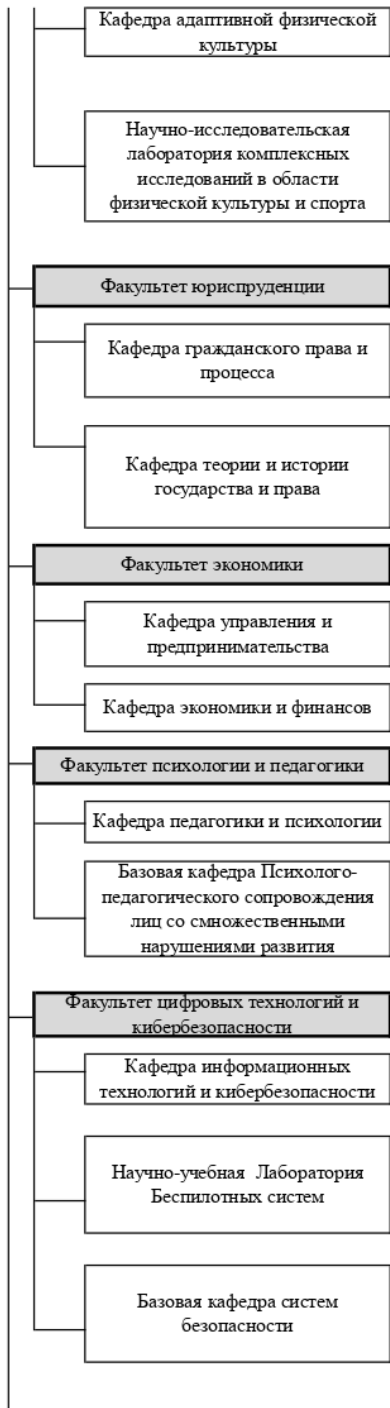 Кафедра адаптивной физической
культуры
Научно-исследовательская
лаборатория комплексных
исследований в области
физической культуры и спорта
Факультет юриспруденции
Кафедра гражданского права и
процесса
Кафедра теории и истории
государства и права
Факультет экономики
Кафедра управления и
предпринимательства
Кафедра экономики и финансов
Факультет психологии и педагогики
Кафедра педагогики и психологии
Базовая кафедра Психолого-
педагогического сопровождения
лиц со смножественными
нарушениями развития
Факультет цифровых технологий и
кибербезопасности
Кафедра информационных
технологий и кибербезопасности
Научно-учебная Лаборатория
Беспилотных систем
Базовая кафедра систем
безопасности